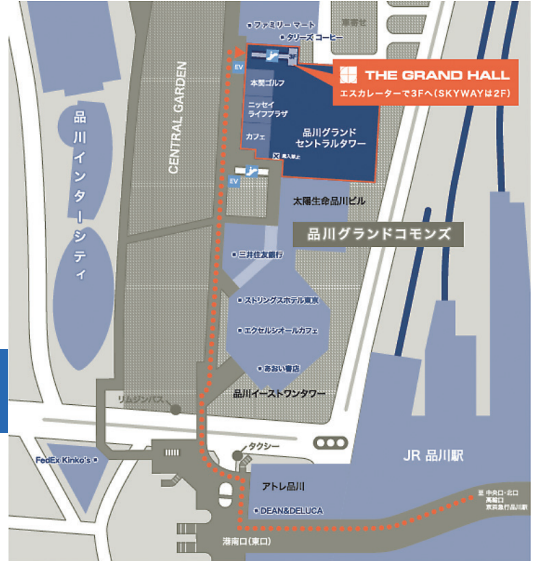 ファミリー マート
タリーズ コーヒー
車寄せ
EV
3F
THE GRAND HALL
エスカレーターで3Fへ(SKYWAYは2F)
本間ゴルフ
ニッセイ
ライフプラザ
カフェ
品川グランド
セントラルタワー
搬入車止
EV
CENTRAL GARDEN
品川インターシティ
太陽生命品川ビル
品川グランドコモンズ
三井住友銀行
ストリングスホテル東京
エクセルシオールカフェ
あおい書店
品川イーストワンタワー
リムジンバス
タクシー
FedEx Kinko's
JR 品川駅
アトレ品川
DEAN&DELUCA
港南口(東口)
至 中央口・北口
高輪口
京浜急行品川駅